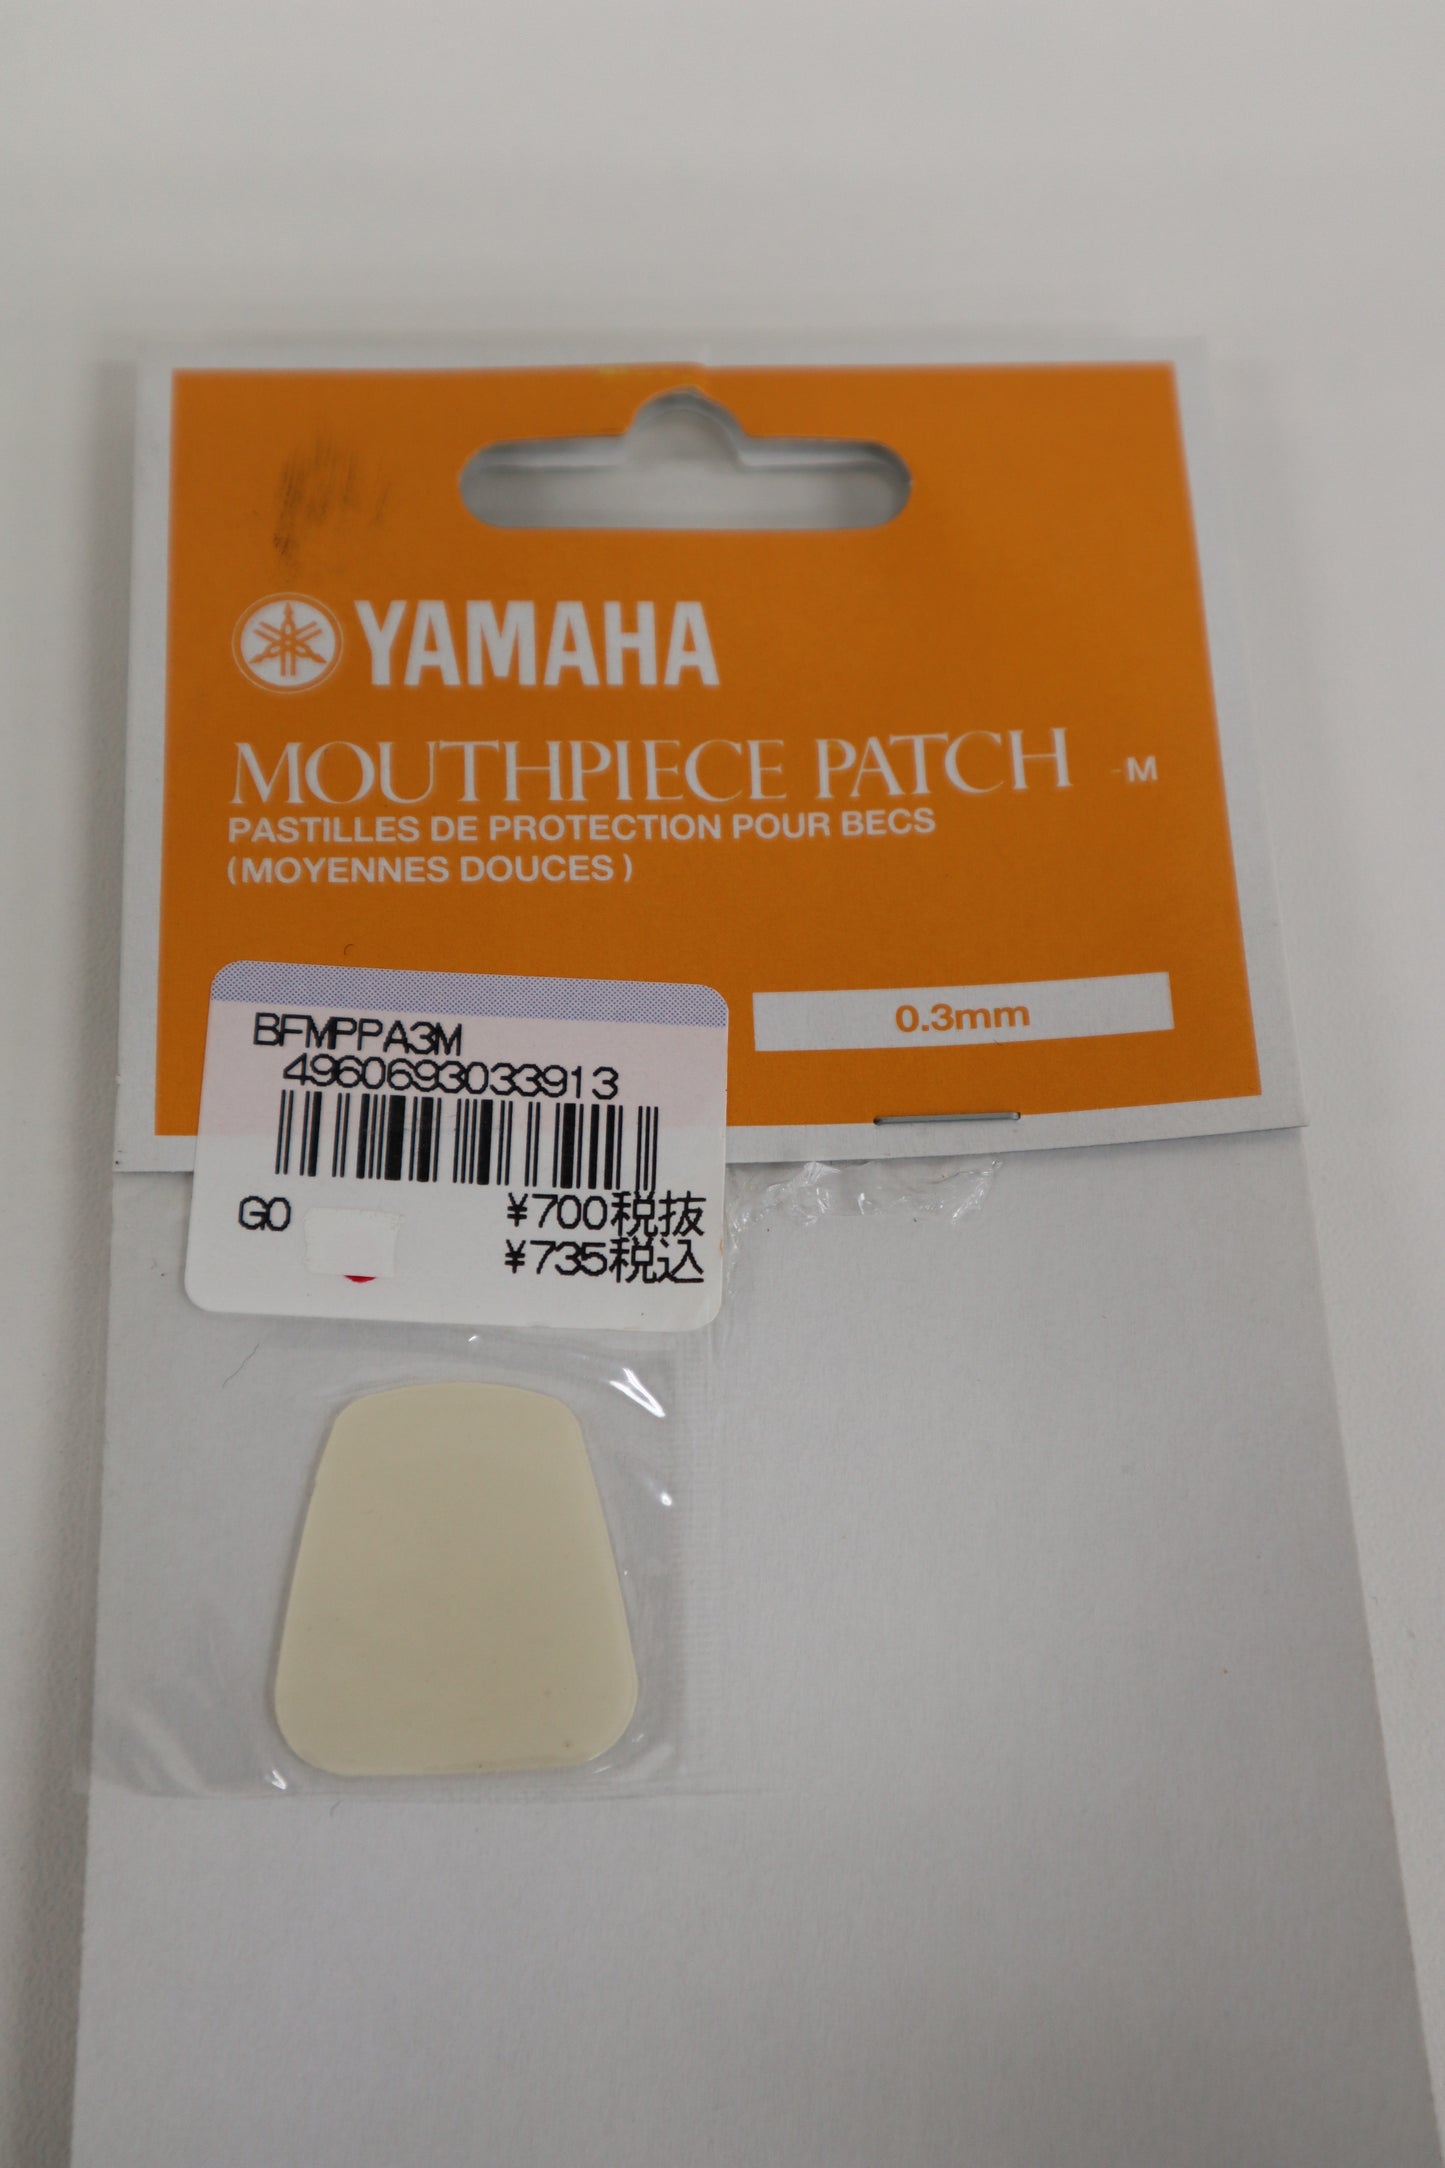 YAMAHA
MOUTHPIECE PATCH -M
PASTILLES DE PROTECTION POUR BECS
(MOYENNES DOUCES)
0.3mm
BFMPPA3M
4960693033913
G0
¥700税抜
¥735税込